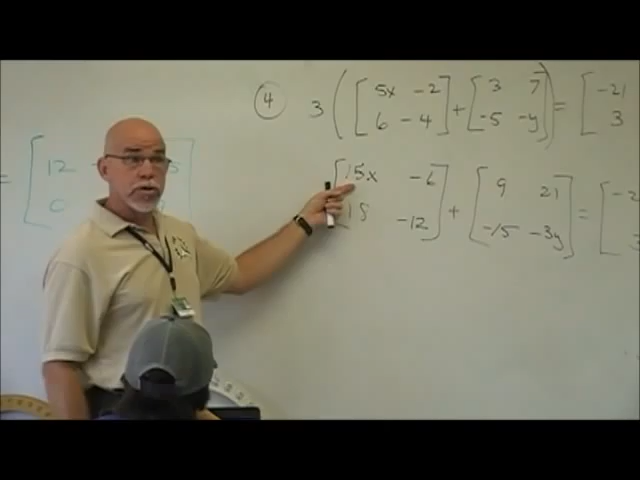 ④ 3 ( [ 5x -2 ] + [ 3 7 ] ) = [ -21
6 -4 -5 -y 3
[ 15x -6 ] + [ 9 21 ] = [ -2
18 -12 -15 -3y 3
= [ 12